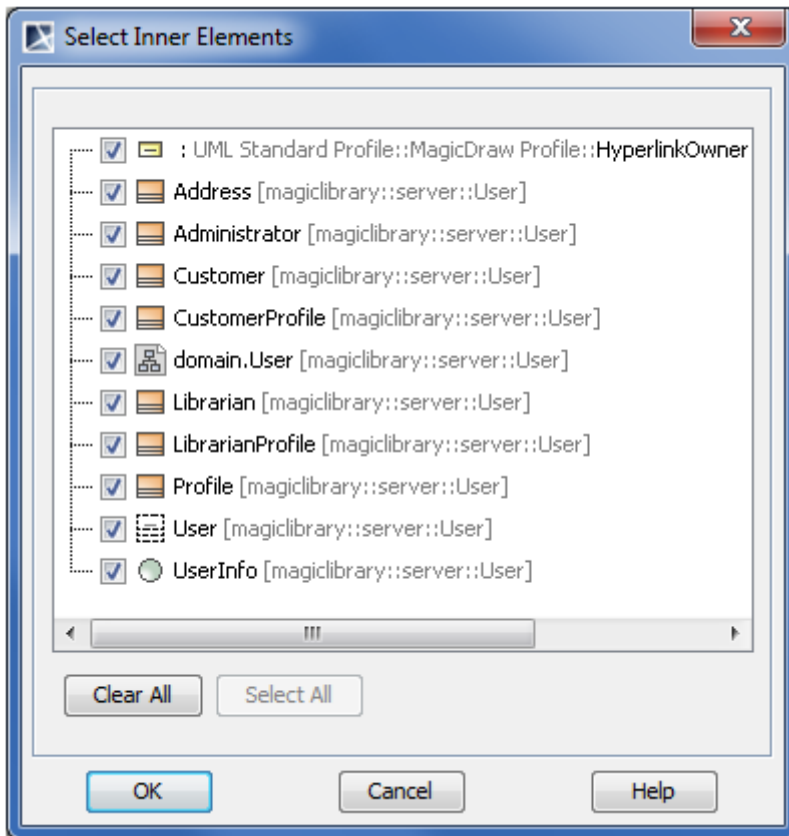 Select Inner Elements
: UML Standard Profile::MagicDraw Profile::HyperlinkOwner
Address [magiclibrary::server::User]
Administrator [magiclibrary::server::User]
Customer [magiclibrary::server::User]
CustomerProfile [magiclibrary::server::User]
domain.User [magiclibrary::server::User]
Librarian [magiclibrary::server::User]
LibrarianProfile [magiclibrary::server::User]
Profile [magiclibrary::server::User]
User [magiclibrary::server::User]
UserInfo [magiclibrary::server::User]
Clear All Select All
OK Cancel Help